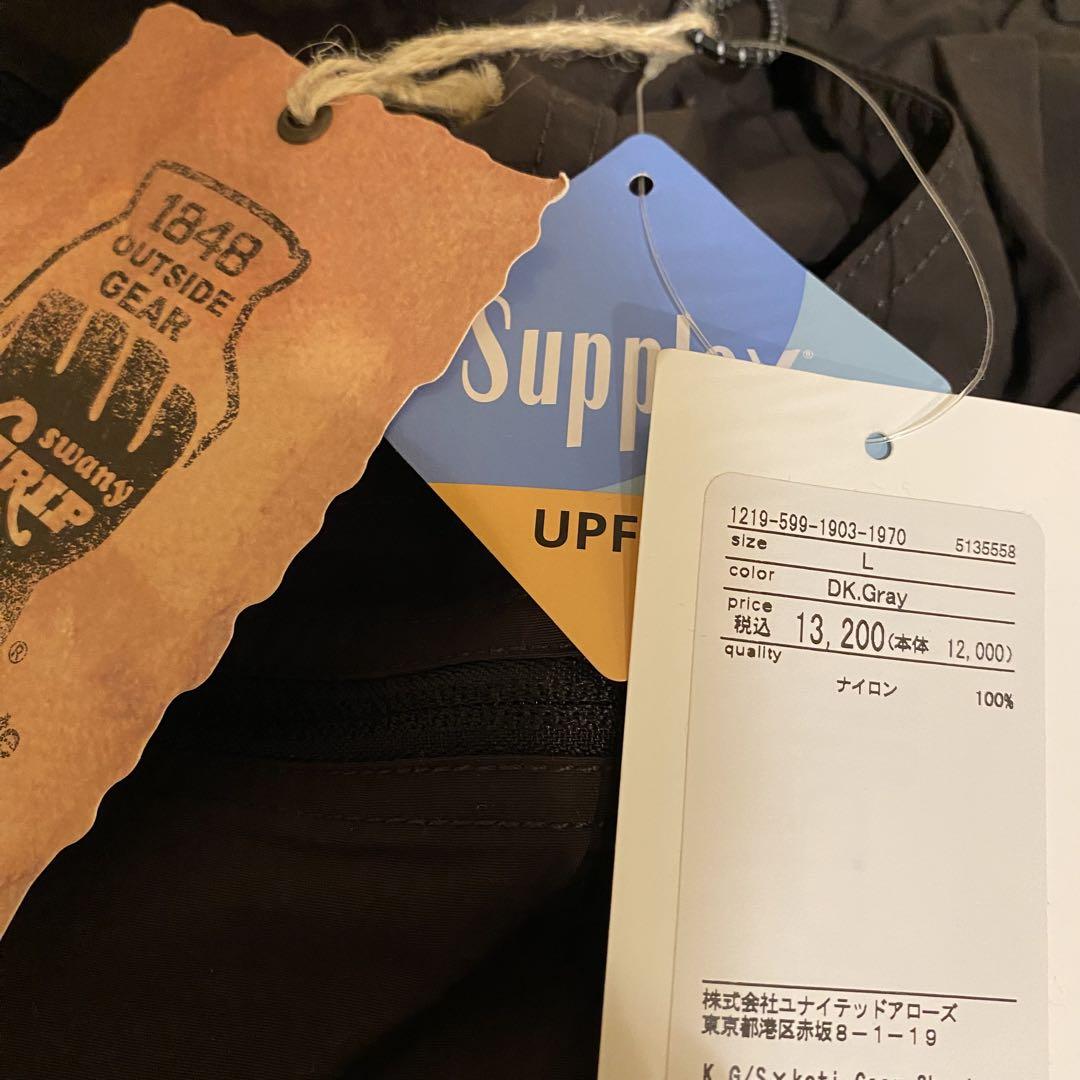 1848
OUTSIDE
GEAR
swany
GRIP
®
Supplex®
UPF
1219-599-1903-1970 5135558
size L
color DK.Gray
price
税込 13,200(本体 12,000)
quality
ナイロン 100%
株式会社ユナイテッドアローズ
東京都港区赤坂8-1-19
K G/S×